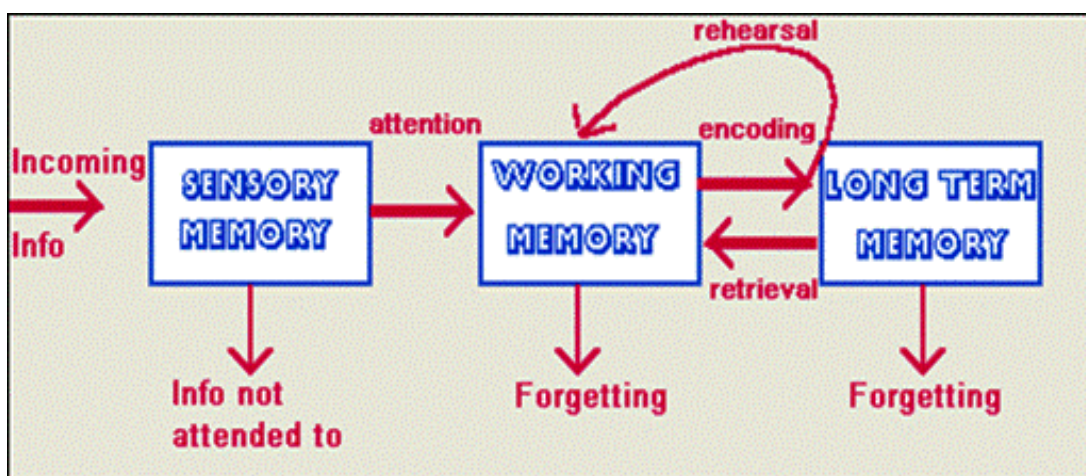 rehearsal
attention
encoding
Incoming
Info
SENSORY
MEMORY
WORKING
MEMORY
LONG TERM
MEMORY
retrieval
Info not
attended to
Forgetting
Forgetting